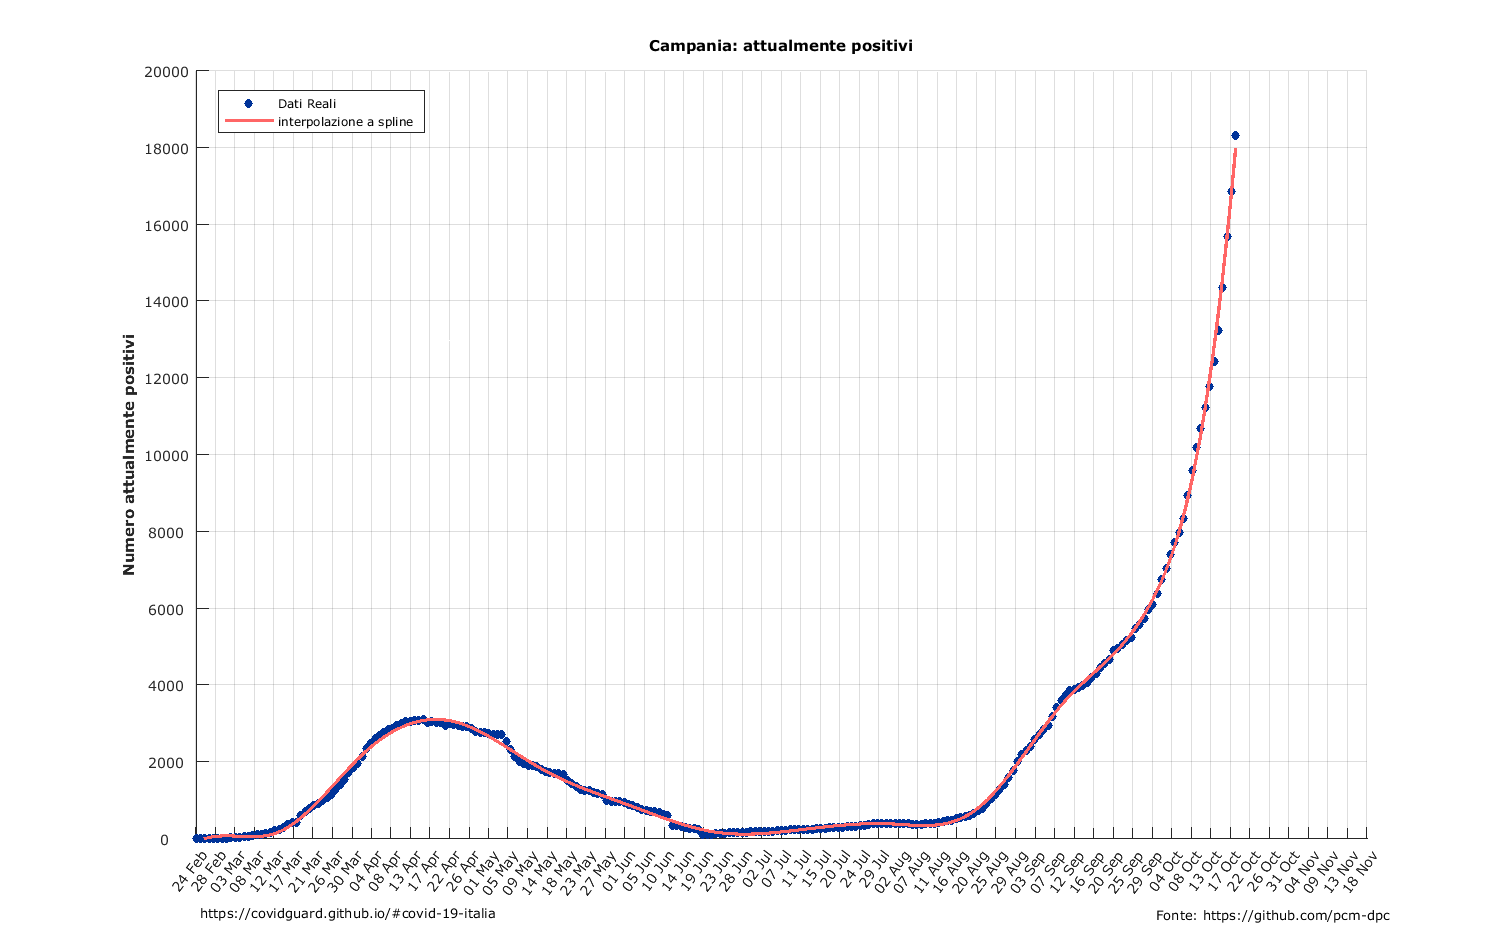 Campania: attualmente positivi
20000
18000
16000
14000
12000
10000
8000
6000
4000
2000
0
Numero attualmente positivi
Dati Reali
interpolazione a spline
24 Feb
28 Feb
03 Mar
08 Mar
12 Mar
17 Mar
21 Mar
26 Mar
30 Mar
04 Apr
08 Apr
13 Apr
17 Apr
22 Apr
26 Apr
01 May
05 May
09 May
14 May
18 May
23 May
27 May
01 Jun
05 Jun
10 Jun
14 Jun
19 Jun
23 Jun
28 Jun
02 Jul
07 Jul
11 Jul
15 Jul
20 Jul
24 Jul
29 Jul
02 Aug
07 Aug
11 Aug
16 Aug
20 Aug
25 Aug
29 Aug
03 Sep
07 Sep
12 Sep
16 Sep
20 Sep
25 Sep
29 Sep
04 Oct
08 Oct
13 Oct
17 Oct
22 Oct
26 Oct
31 Oct
04 Nov
09 Nov
13 Nov
18 Nov
https://covidguard.github.io/#covid-19-italia
Fonte: https://github.com/pcm-dpc